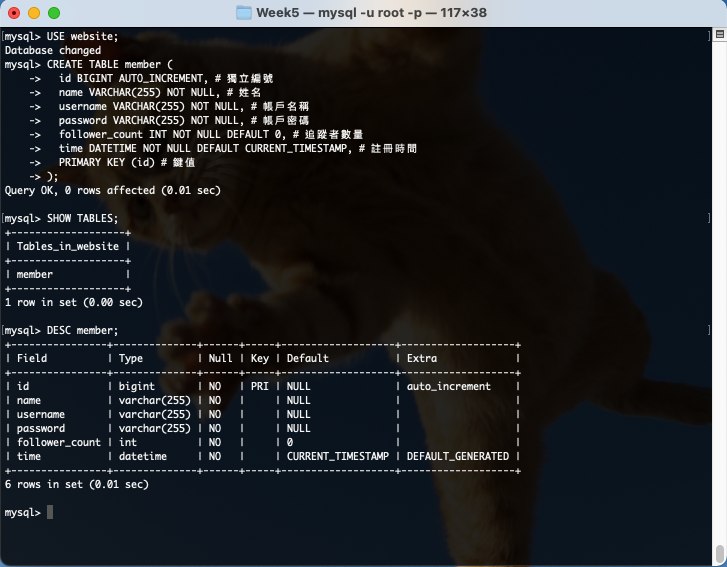 Week5 — mysql -u root -p — 117×38
mysql> USE website;
Database changed
mysql> CREATE TABLE member (
    ->   id BIGINT AUTO_INCREMENT, # 獨立編號
    ->   name VARCHAR(255) NOT NULL, # 姓名
    ->   username VARCHAR(255) NOT NULL, # 帳戶名稱
    ->   password VARCHAR(255) NOT NULL, # 帳戶密碼
    ->   follower_count INT NOT NULL DEFAULT 0, # 追蹤者數量
    ->   time DATETIME NOT NULL DEFAULT CURRENT_TIMESTAMP, # 註冊時間
    ->   PRIMARY KEY (id) # 鍵值
    -> );
Query OK, 0 rows affected (0.01 sec)
mysql> SHOW TABLES;
+-------------------+
| Tables_in_website |
+-------------------+
| member            |
+-------------------+
1 row in set (0.00 sec)
mysql> DESC member;
+----------------+--------------+------+-----+-------------------+-------------------+
| Field          | Type         | Null | Key | Default           | Extra             |
+----------------+--------------+------+-----+-------------------+-------------------+
| id             | bigint       | NO   | PRI | NULL              | auto_increment    |
| name           | varchar(255) | NO   |     | NULL              |                   |
| username       | varchar(255) | NO   |     | NULL              |                   |
| password       | varchar(255) | NO   |     | NULL              |                   |
| follower_count | int          | NO   |     | 0                 |                   |
| time           | datetime     | NO   |     | CURRENT_TIMESTAMP | DEFAULT_GENERATED |
+----------------+--------------+------+-----+-------------------+-------------------+
6 rows in set (0.01 sec)
mysql>